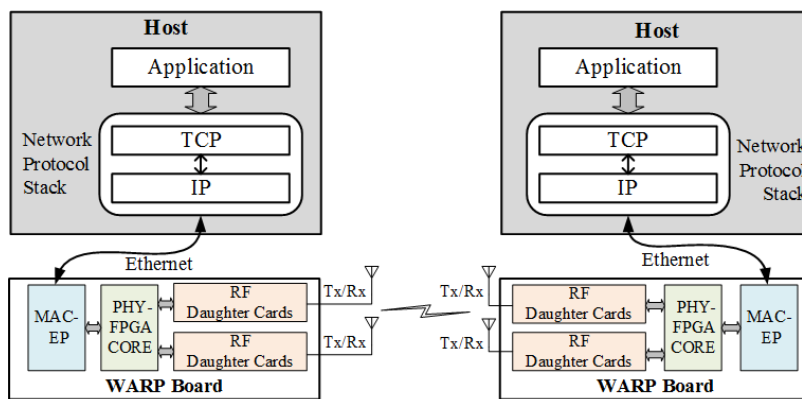 Host
Application
Network
Protocol
Stack
TCP
IP
Ethernet
MAC-
EP
PHY-
FPGA
CORE
RF
Daughter Cards
RF
Daughter Cards
Tx/Rx
Tx/Rx
WARP Board
Host
Application
TCP
IP
Network
Protocol
Stack
Ethernet
Tx/Rx
Tx/Rx
RF
Daughter Cards
RF
Daughter Cards
PHY-
FPGA
CORE
MAC-
EP
WARP Board